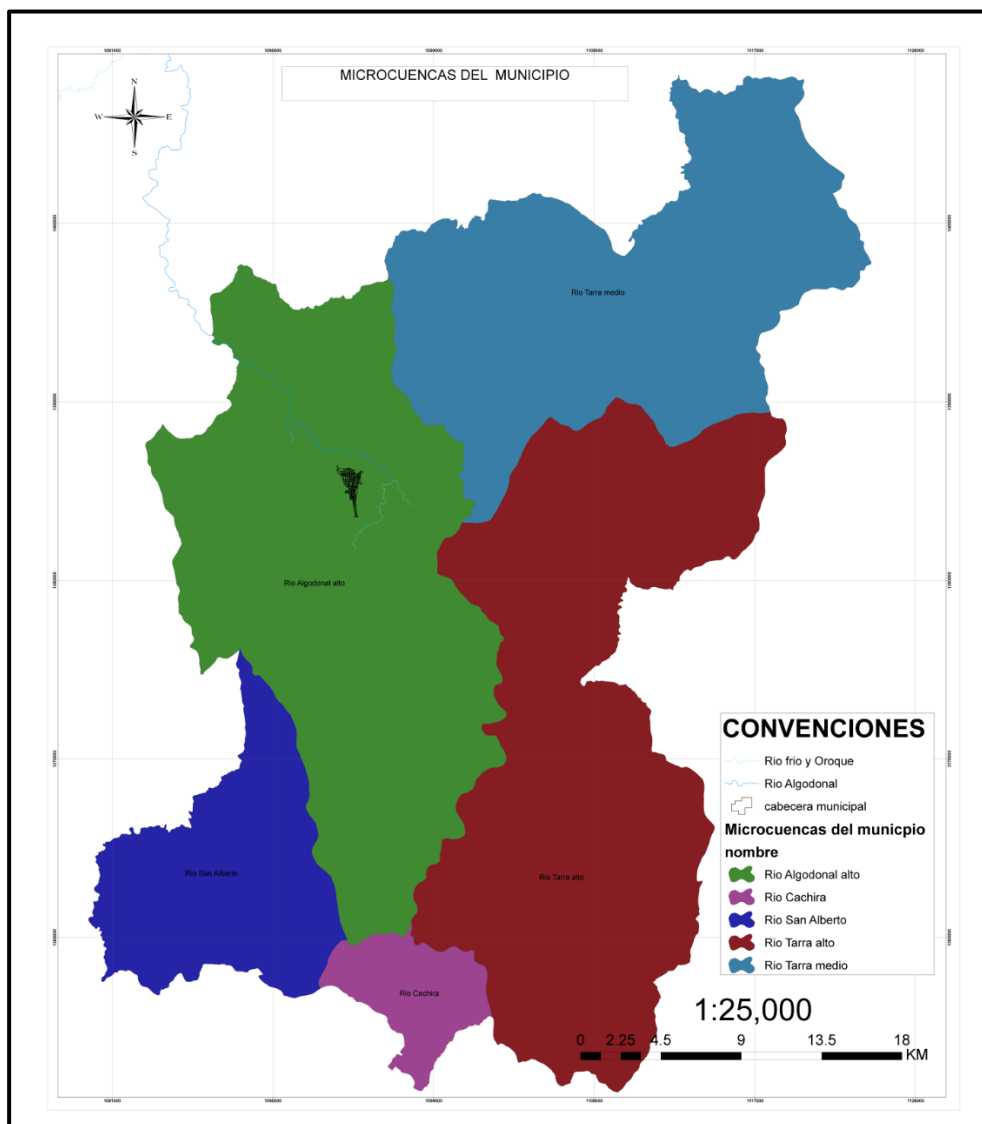 MICROCUENCAS DEL MUNICIPIO
N
W E
S
Rio Tarra medio
Rio Algodonal alto
Rio San Alberto
Rio Tarra alto
Rio Cachira
CONVENCIONES
Rio frio y Oroque
Rio Algodonal
cabecera municipal
Microcuencas del municpio
nombre
Rio Algodonal alto
Rio Cachira
Rio San Alberto
Rio Tarra alto
Rio Tarra medio
1:25,000
0 2.25 4.5 9 13.5 18
KM